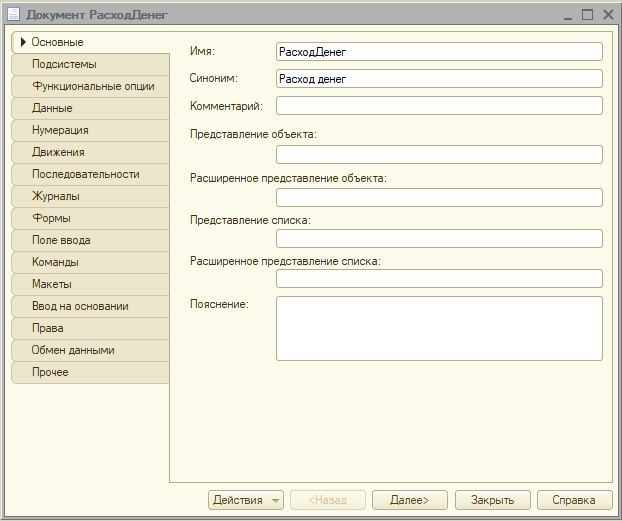 Документ РасходДенег
Основные
Подсистемы
Функциональные опции
Данные
Нумерация
Движения
Последовательности
Журналы
Формы
Поле ввода
Команды
Макеты
Ввод на основании
Права
Обмен данными
Прочее
Имя: РасходДенег
Синоним: Расход денег
Комментарий:
Представление объекта:
Расширенное представление объекта:
Представление списка:
Расширенное представление списка:
Пояснение:
Действия <Назад Далее> Закрыть Справка